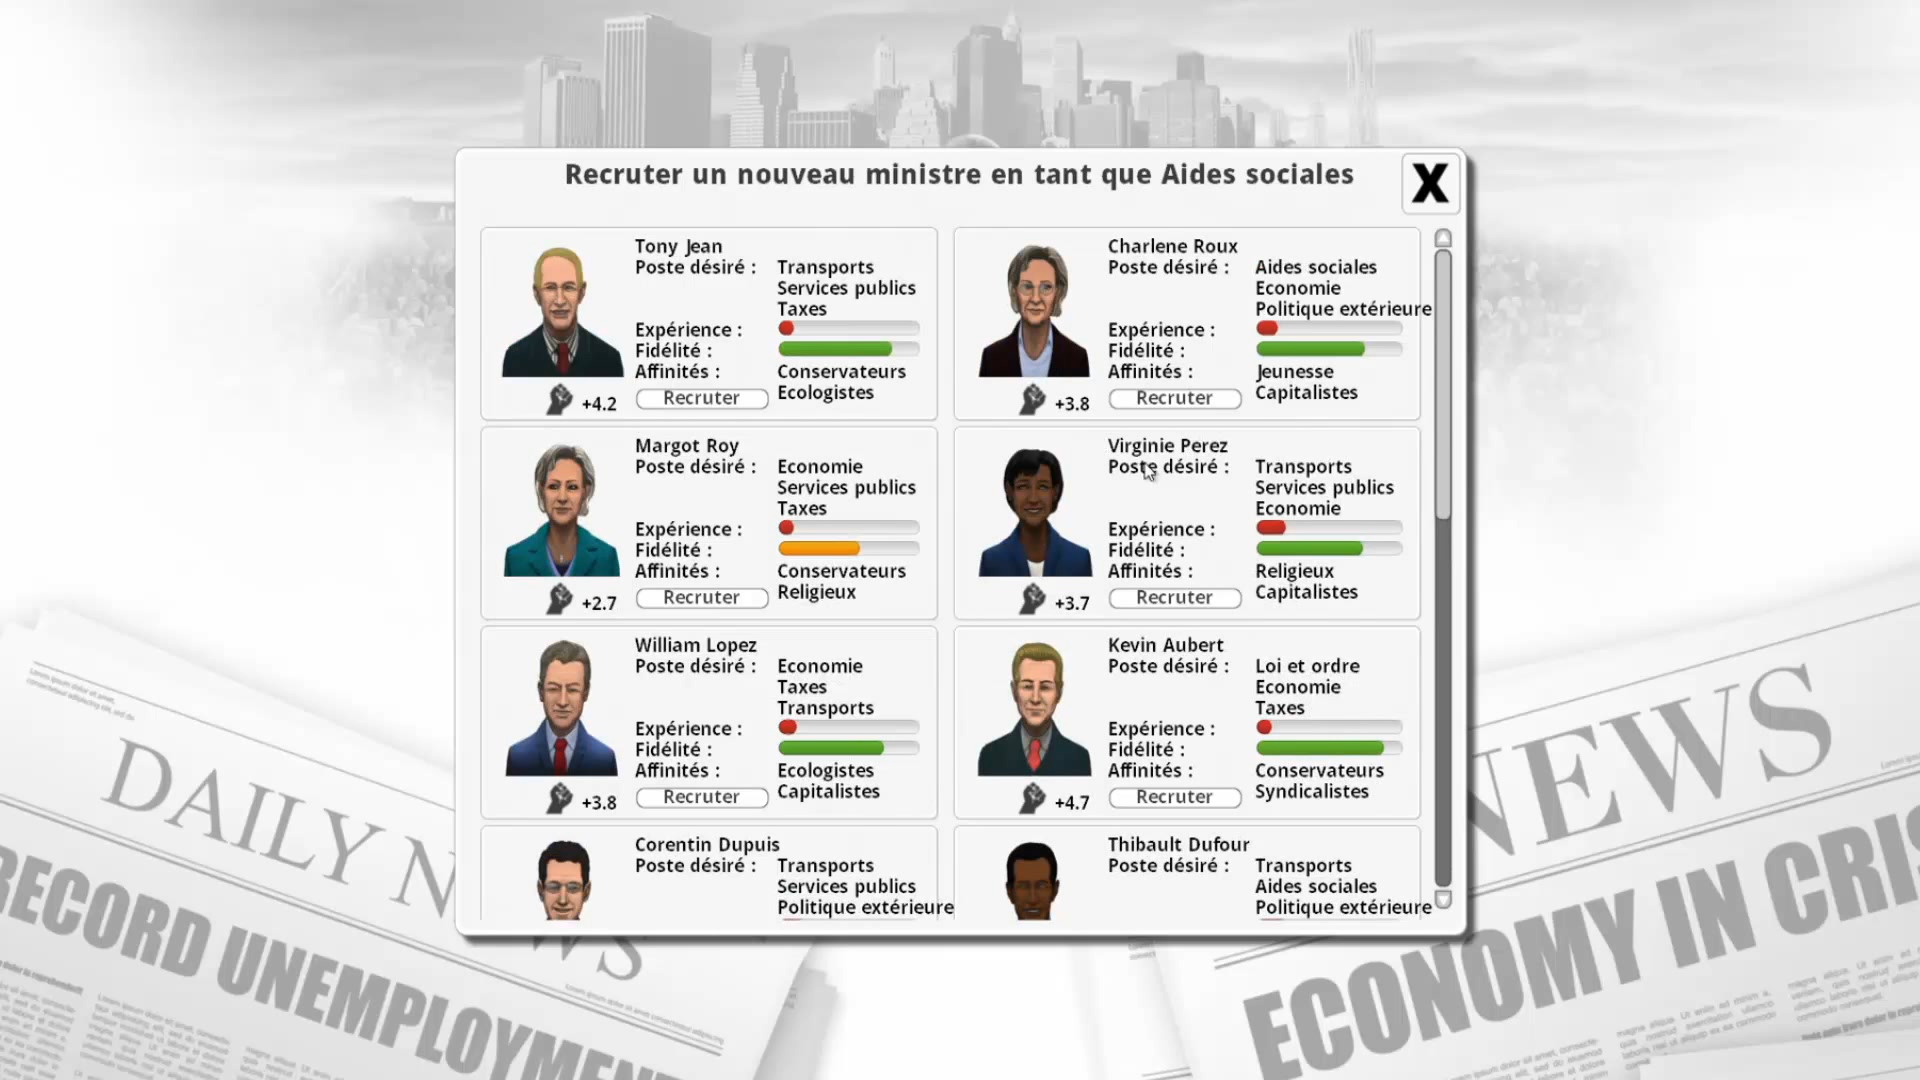 Recruter un nouveau ministre en tant que Aides sociales
X
Tony Jean
Poste désiré : Transports
Services publics
Taxes
Expérience :
Fidélité :
Affinités : Conservateurs
Ecologistes
+4.2 Recruter
Charlene Roux
Poste désiré : Aides sociales
Economie
Politique extérieure
Expérience :
Fidélité :
Affinités : Jeunesse
Capitalistes
+3.8 Recruter
Margot Roy
Poste désiré : Economie
Services publics
Taxes
Expérience :
Fidélité :
Affinités : Conservateurs
Religieux
+2.7 Recruter
Virginie Perez
Poste désiré : Transports
Services publics
Economie
Expérience :
Fidélité :
Affinités : Religieux
Capitalistes
+3.7 Recruter
William Lopez
Poste désiré : Economie
Taxes
Transports
Expérience :
Fidélité :
Affinités : Ecologistes
Capitalistes
+3.8 Recruter
Kevin Aubert
Poste désiré : Loi et ordre
Economie
Taxes
Expérience :
Fidélité :
Affinités : Conservateurs
Syndicalistes
+4.7 Recruter
Corentin Dupuis
Poste désiré : Transports
Services publics
Politique extérieure
Thibault Dufour
Poste désiré : Transports
Aides sociales
Politique extérieure
DAILY NEWS
RECORD UNEMPLOYMEN
NEWS
ECONOMY IN CRIS